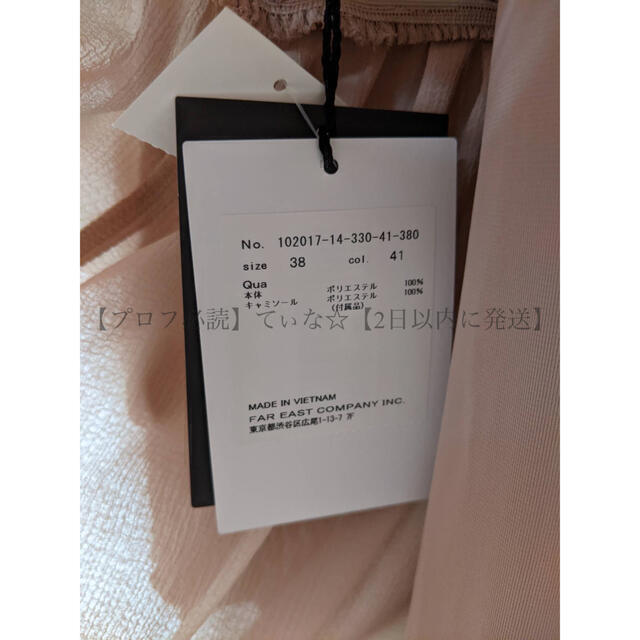 No. 102017-14-330-41-380
size 38 col. 41
Qua
本体 ポリエステル 100%
キャミソール ポリエステル 100%
(付属品)
【プロフ必読】てぃな☆【2日以内に発送】
MADE IN VIETNAM
FAR EAST COMPANY INC.
東京都渋谷区広尾1-13-7 7F